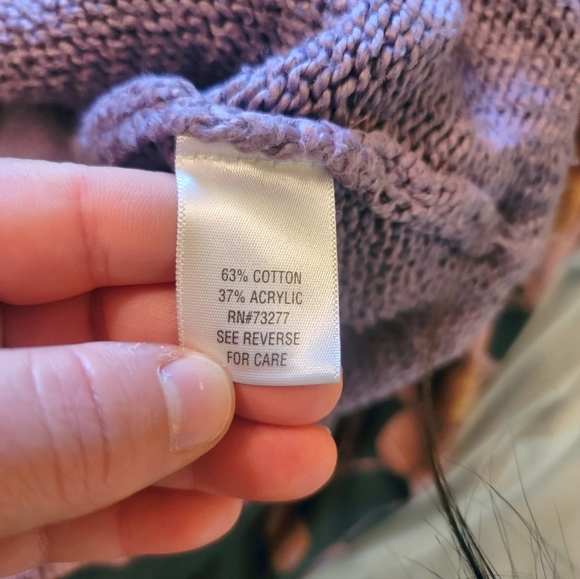 63% COTTON
37% ACRYLIC
RN#73277
SEE REVERSE
FOR CARE